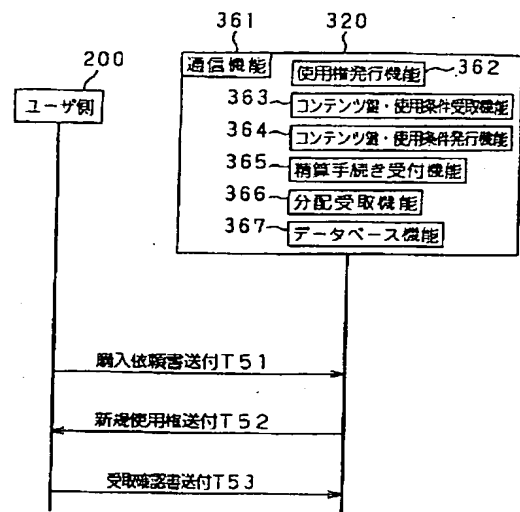 361 320
通信機能
使用権発行機能 362
200
ユーザ側
363 コンテンツ鍵・使用条件受取機能
364 コンテンツ鍵・使用条件発行機能
365 精算手続き受付機能
366 分配受取機能
367 データベース機能
購入依頼書送付T51
新規使用権送付T52
受取確認書送付T53